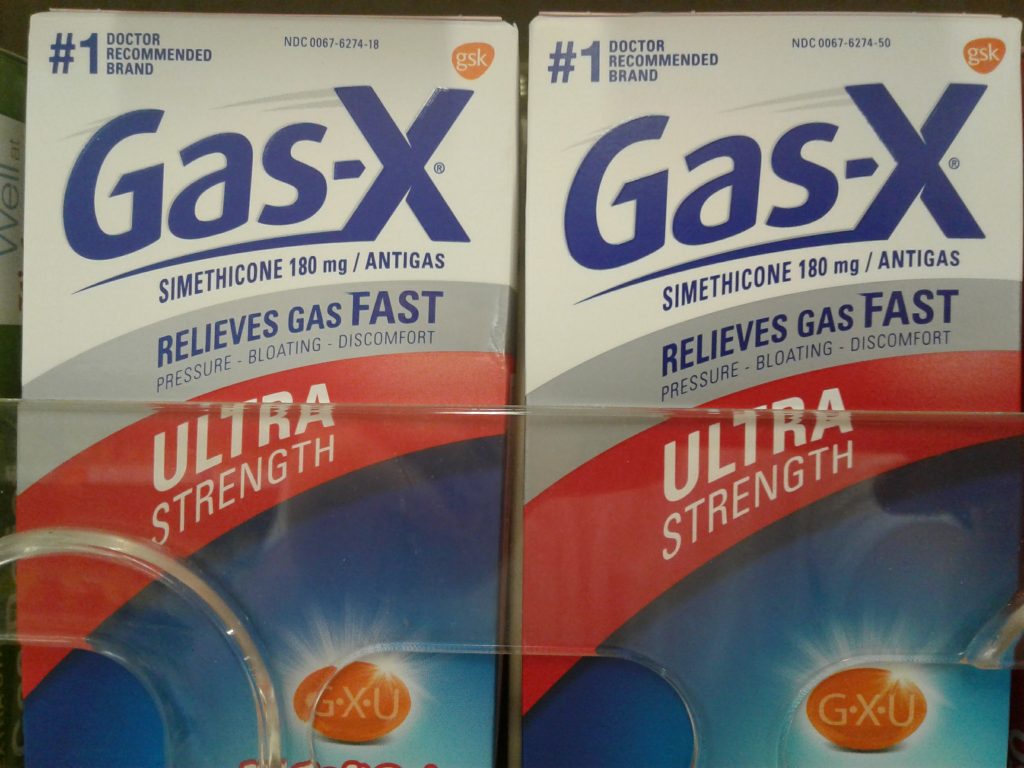 #1 DOCTOR
RECOMMENDED
BRAND
NDC 0067-6274-18
gsk
Gas-X®
SIMETHICONE 180 mg / ANTIGAS
RELIEVES GAS FAST
PRESSURE - BLOATING - DISCOMFORT
ULTRA
STRENGTH
G·X·U
#1 DOCTOR
RECOMMENDED
BRAND
NDC 0067-6274-50
gsk
Gas-X®
SIMETHICONE 180 mg / ANTIGAS
RELIEVES GAS FAST
PRESSURE - BLOATING - DISCOMFORT
ULTRA
STRENGTH
G·X·U
Well at